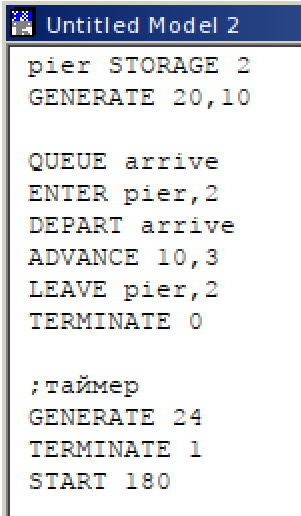 Untitled Model 2
pier STORAGE 2
GENERATE 20,10
QUEUE arrive
ENTER pier,2
DEPART arrive
ADVANCE 10,3
LEAVE pier,2
TERMINATE 0
;таймер
GENERATE 24
TERMINATE 1
START 180